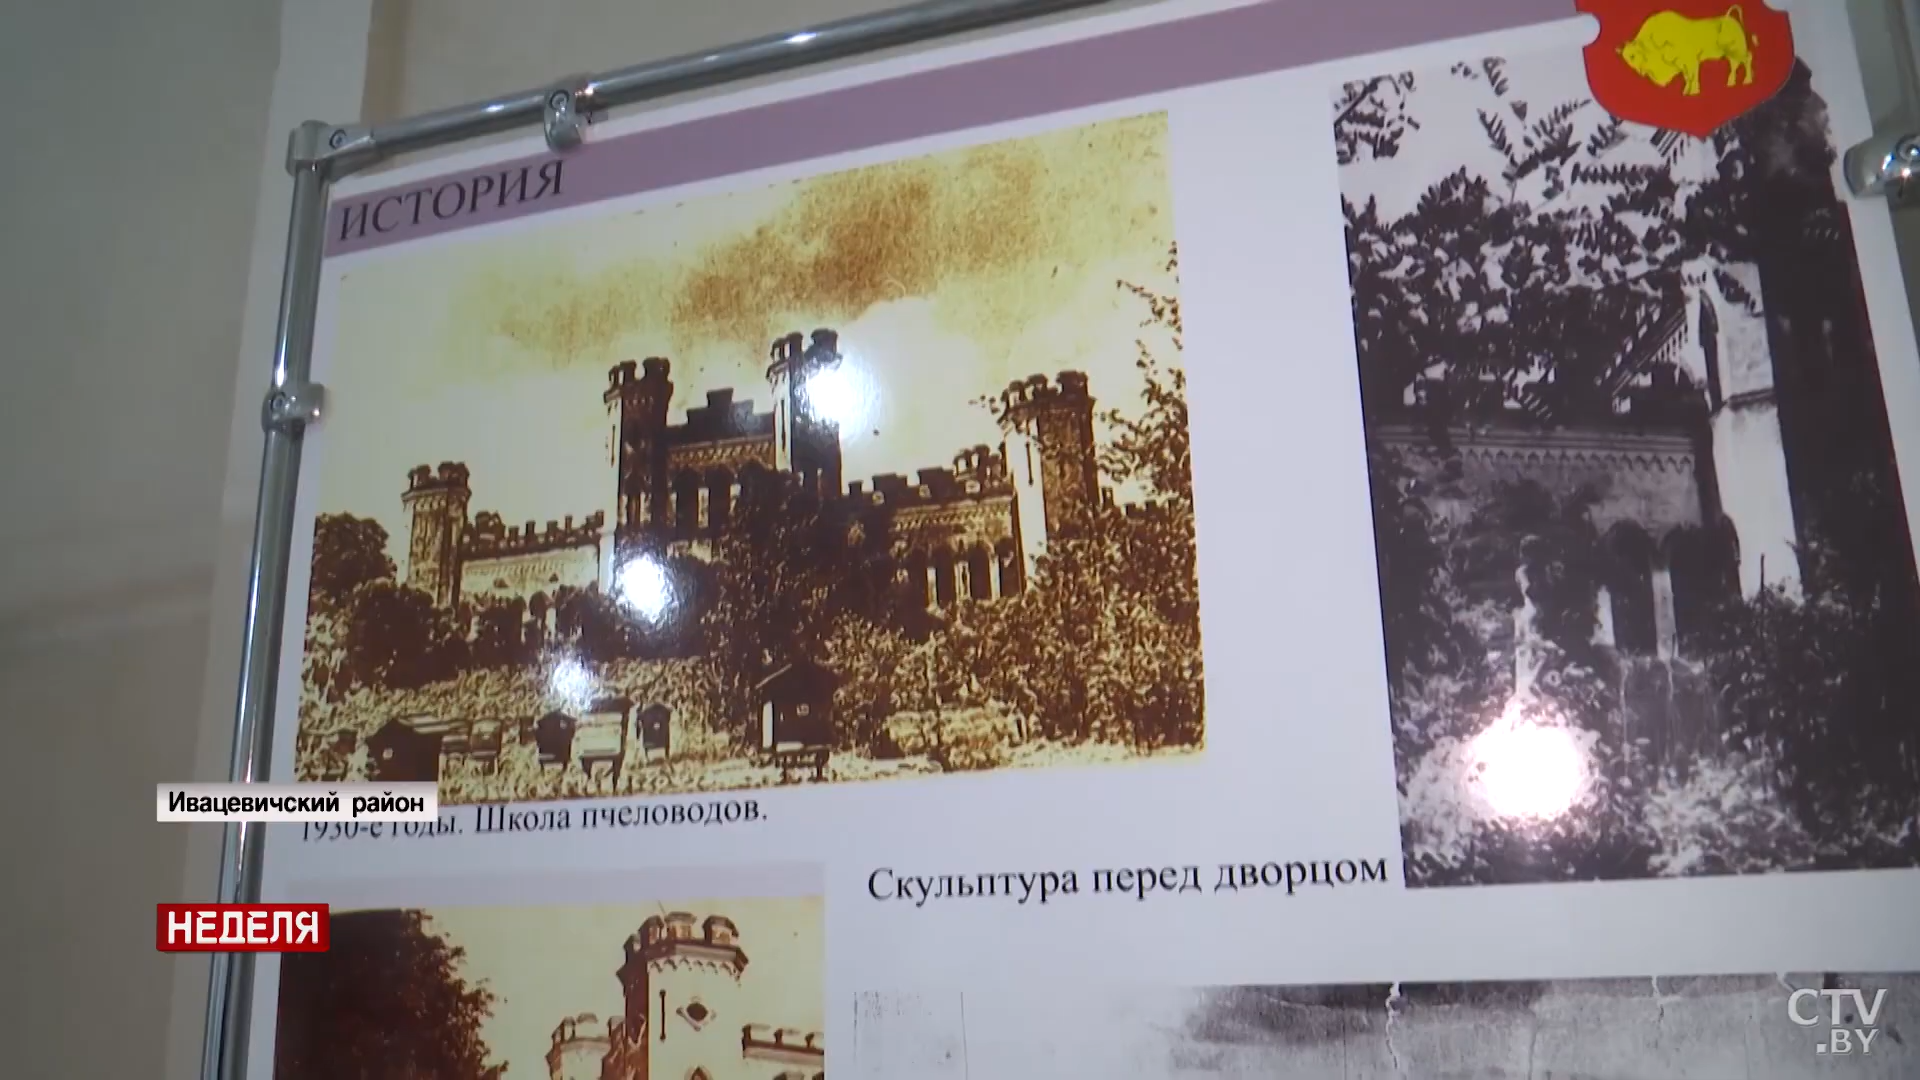 ИСТОРИЯ
Ивацевичский район
1930-е годы. Школа пчеловодов.
Скульптура перед дворцом
НЕДЕЛЯ
CTV
.BY